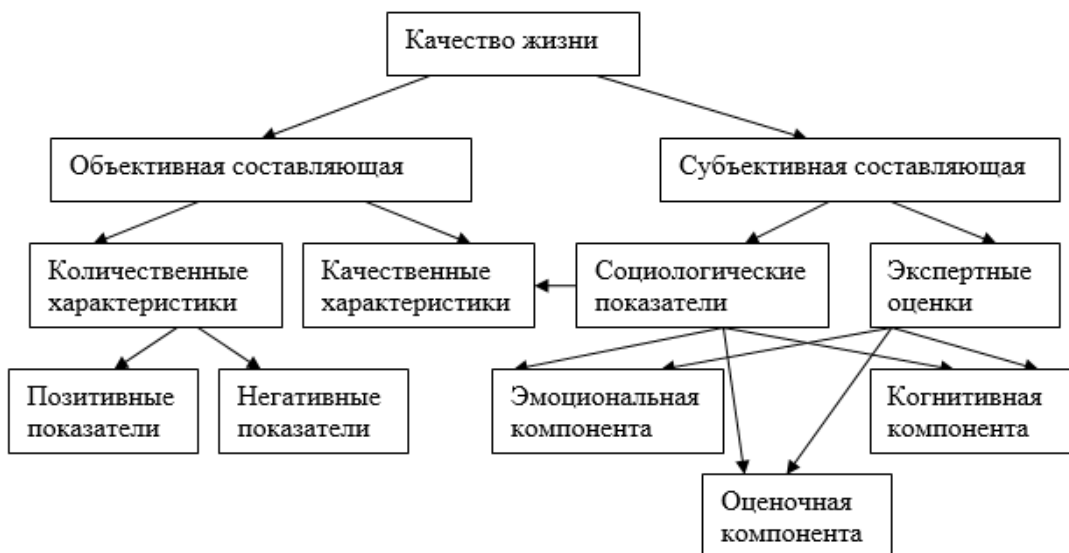 Качество жизни
Объективная составляющая
Субъективная составляющая
Количественные
характеристики
Качественные
характеристики
Социологические
показатели
Экспертные
оценки
Позитивные
показатели
Негативные
показатели
Эмоциональная
компонента
Когнитивная
компонента
Оценочная
компонента